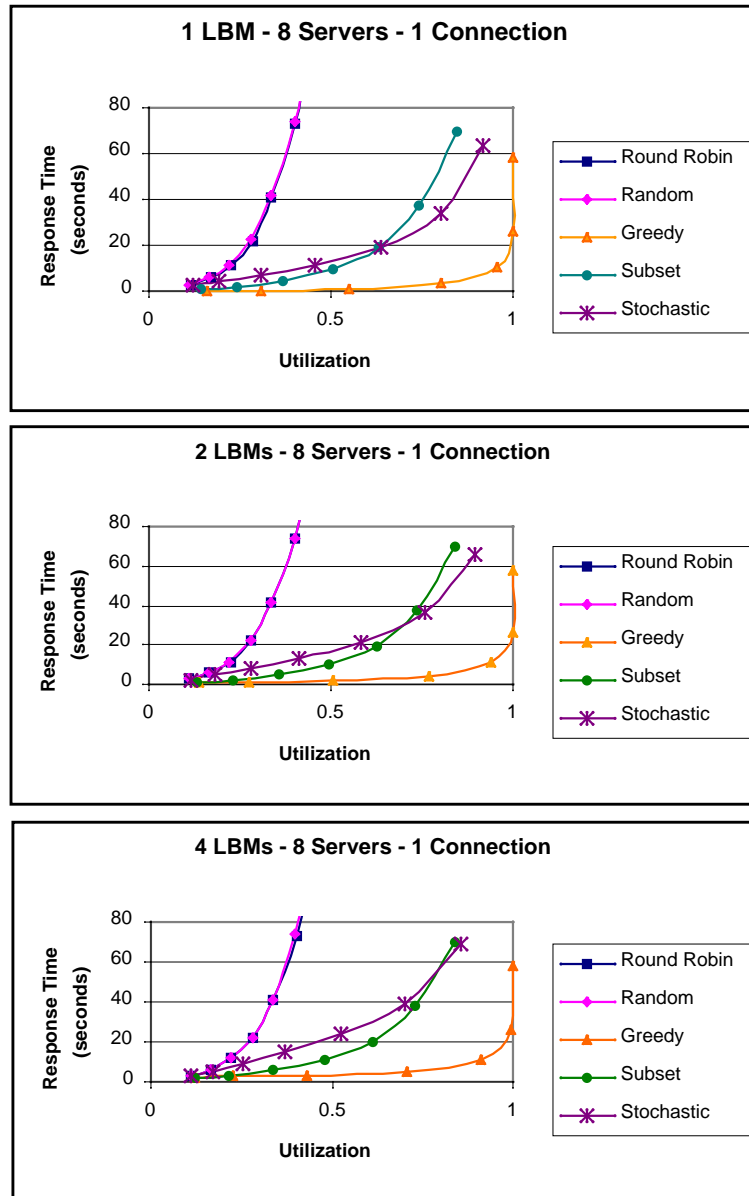 1 LBM - 8 Servers - 1 Connection
80
60
40
20
0
0 0.5 1
Response Time
(seconds)
Utilization
Round Robin
Random
Greedy
Subset
Stochastic
2 LBMs - 8 Servers - 1 Connection
80
60
40
20
0
0 0.5 1
Response Time
(seconds)
Utilization
Round Robin
Random
Greedy
Subset
Stochastic
4 LBMs - 8 Servers - 1 Connection
80
60
40
20
0
0 0.5 1
Response Time
(seconds)
Utilization
Round Robin
Random
Greedy
Subset
Stochastic